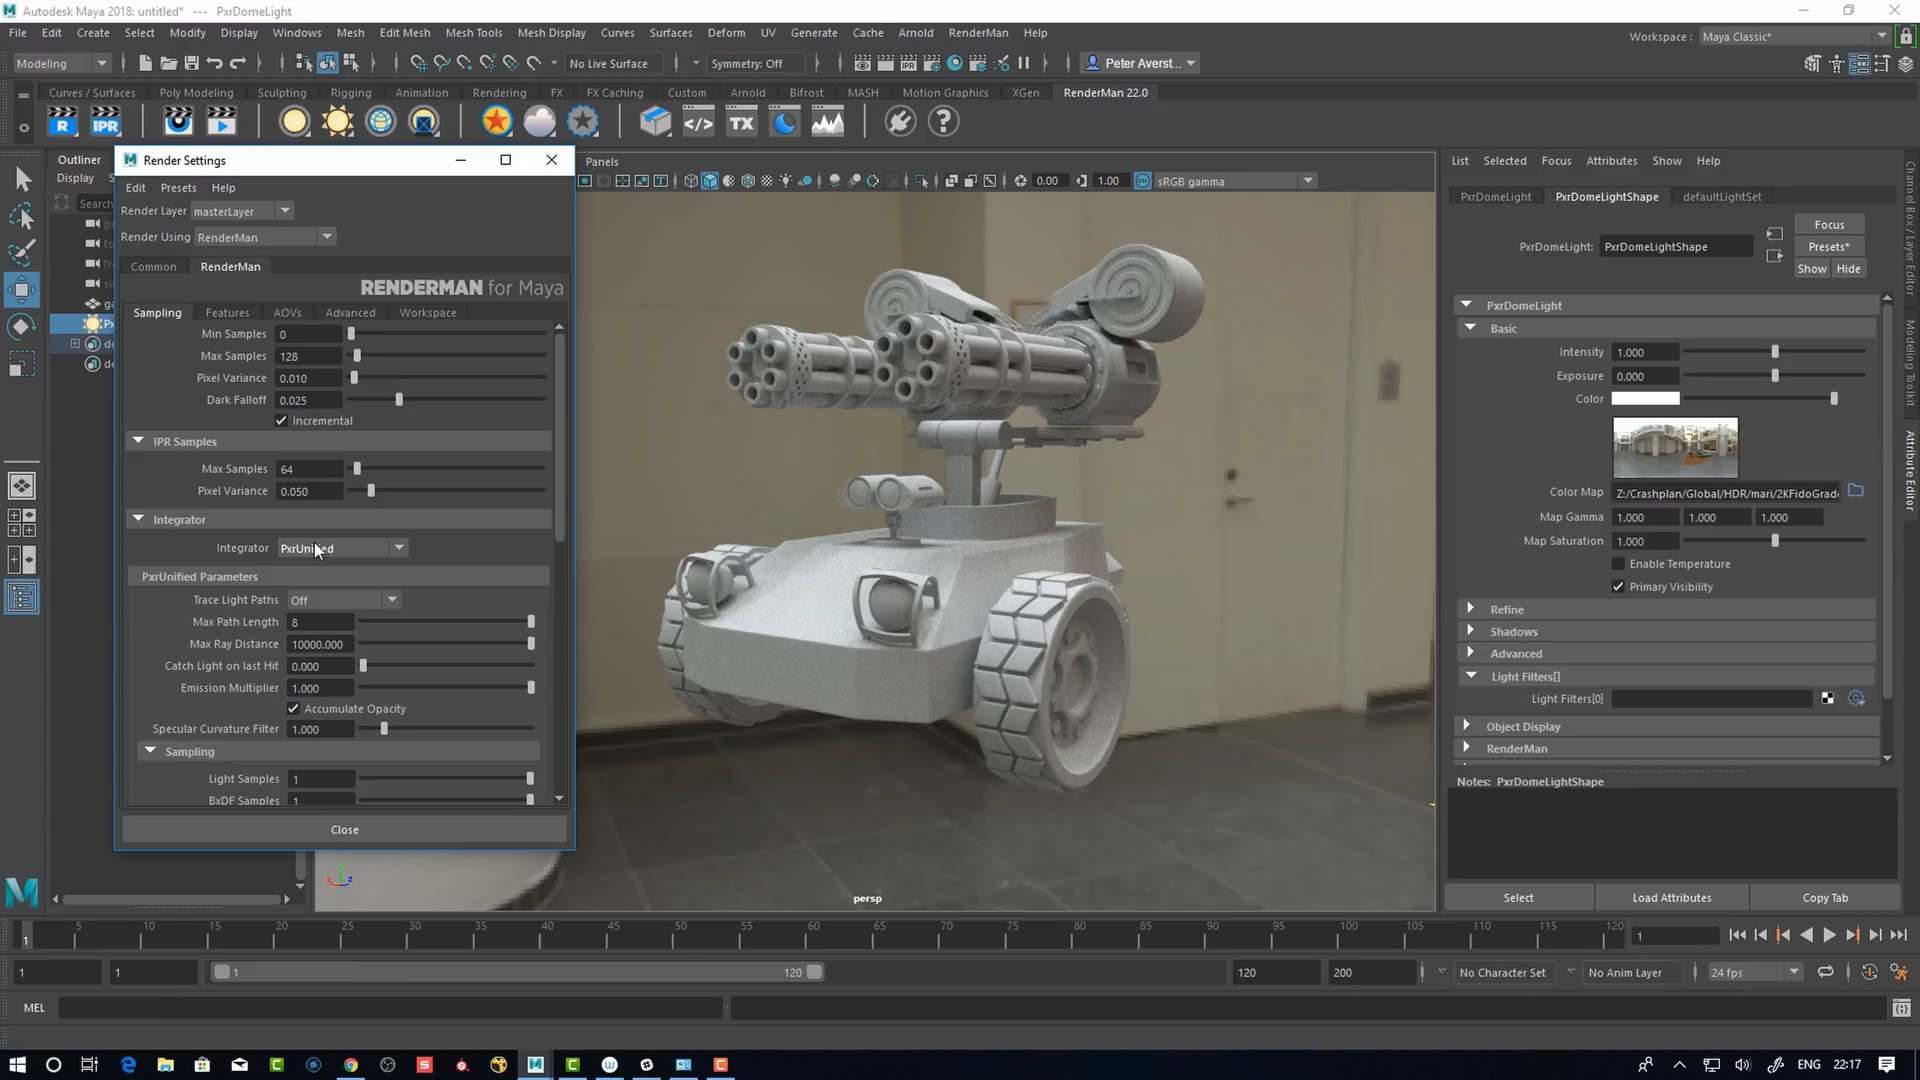 Autodesk Maya 2018: untitled* --- PxrDomeLight
File Edit Create Select Modify Display Windows Mesh Edit Mesh Mesh Tools Mesh Display Curves Surfaces Deform UV Generate Cache Arnold RenderMan Help
Workspace : Maya Classic*
Modeling No Live Surface Symmetry: Off Peter Averst...
Curves / Surfaces Poly Modeling Sculpting Rigging Animation Rendering FX FX Caching Custom Arnold Bifrost MASH Motion Graphics XGen RenderMan 22.0
R IPR </> TX
Outliner
Display
Search
Render Settings
Edit Presets Help
Render Layer masterLayer
Render Using RenderMan
Common RenderMan
RENDERMAN for Maya
Sampling Features AOVs Advanced Workspace
Min Samples 0
Max Samples 128
Pixel Variance 0.010
Dark Falloff 0.025
Incremental
IPR Samples
Max Samples 64
Pixel Variance 0.050
Integrator
Integrator PxrUnified
PxrUnified Parameters
Trace Light Paths Off
Max Path Length 8
Max Ray Distance 10000.000
Catch Light on last Hit 0.000
Emission Multiplier 1.000
Accumulate Opacity
Specular Curvature Filter 1.000
Sampling
Light Samples 1
BxDF Samples 1
Close
Panels
0.00 1.00 sRGB gamma
persp
List Selected Focus Attributes Show Help
PxrDomeLight PxrDomeLightShape defaultLightSet
PxrDomeLight: PxrDomeLightShape
Focus
Presets*
Show Hide
PxrDomeLight
Basic
Intensity 1.000
Exposure 0.000
Color
Color Map Z:/Crashplan/Global/HDR/mari/2KFidoGrad
Map Gamma 1.000 1.000 1.000
Map Saturation 1.000
Enable Temperature
Primary Visibility
Refine
Shadows
Advanced
Light Filters[]
Light Filters[0]
Object Display
RenderMan
Notes: PxrDomeLightShape
Select Load Attributes Copy Tab
Channel Box / Layer Editor
Modeling Toolkit
Attribute Editor
1 5 10 15 20 25 30 35 40 45 50 55 60 65 70 75 80 85 90 95 100 105 110 115 120 1
1 1 1 120 120 200 No Character Set No Anim Layer 24 fps
MEL
ENG 22:17